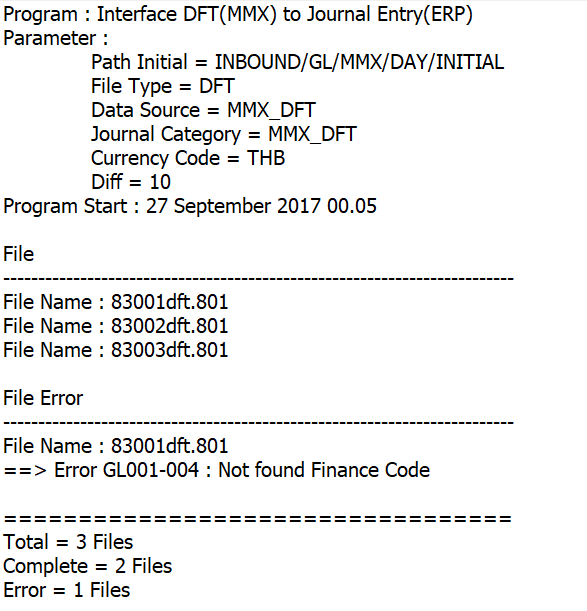 Program : Interface DFT(MMX) to Journal Entry(ERP)
Parameter :
Path Initial = INBOUND/GL/MMX/DAY/INITIAL
File Type = DFT
Data Source = MMX_DFT
Journal Category = MMX_DFT
Currency Code = THB
Diff = 10
Program Start : 27 September 2017 00.05
File
--------------------------------------------------------------------------
File Name : 83001dft.801
File Name : 83002dft.801
File Name : 83003dft.801
File Error
--------------------------------------------------------------------------
File Name : 83001dft.801
==> Error GL001-004 : Not found Finance Code
==================================
Total = 3 Files
Complete = 2 Files
Error = 1 Files